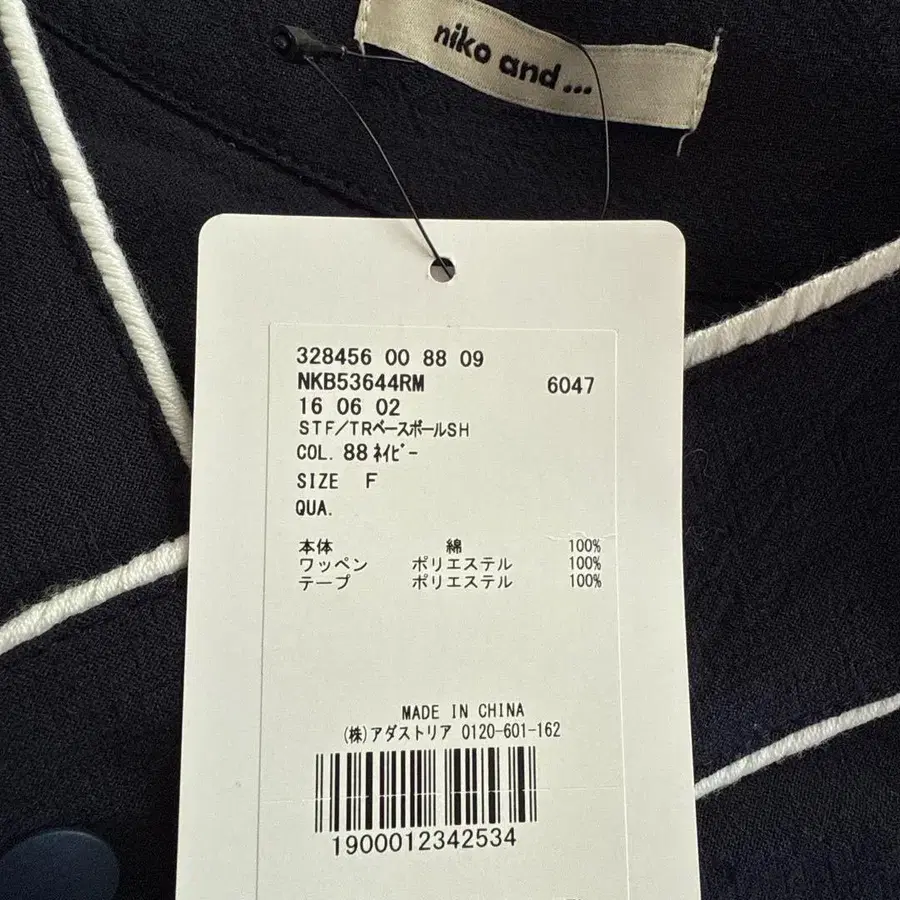 niko and ...
328456 00 88 09
NKB53644RM 6047
16 06 02
STF/TRベースボールSH
COL. 88 ネイビー
SIZE F
QUA.
本体 綿 100%
ワッペン ポリエステル 100%
テープ ポリエステル 100%
MADE IN CHINA
(株)アダストリア 0120-601-162
1900012342534